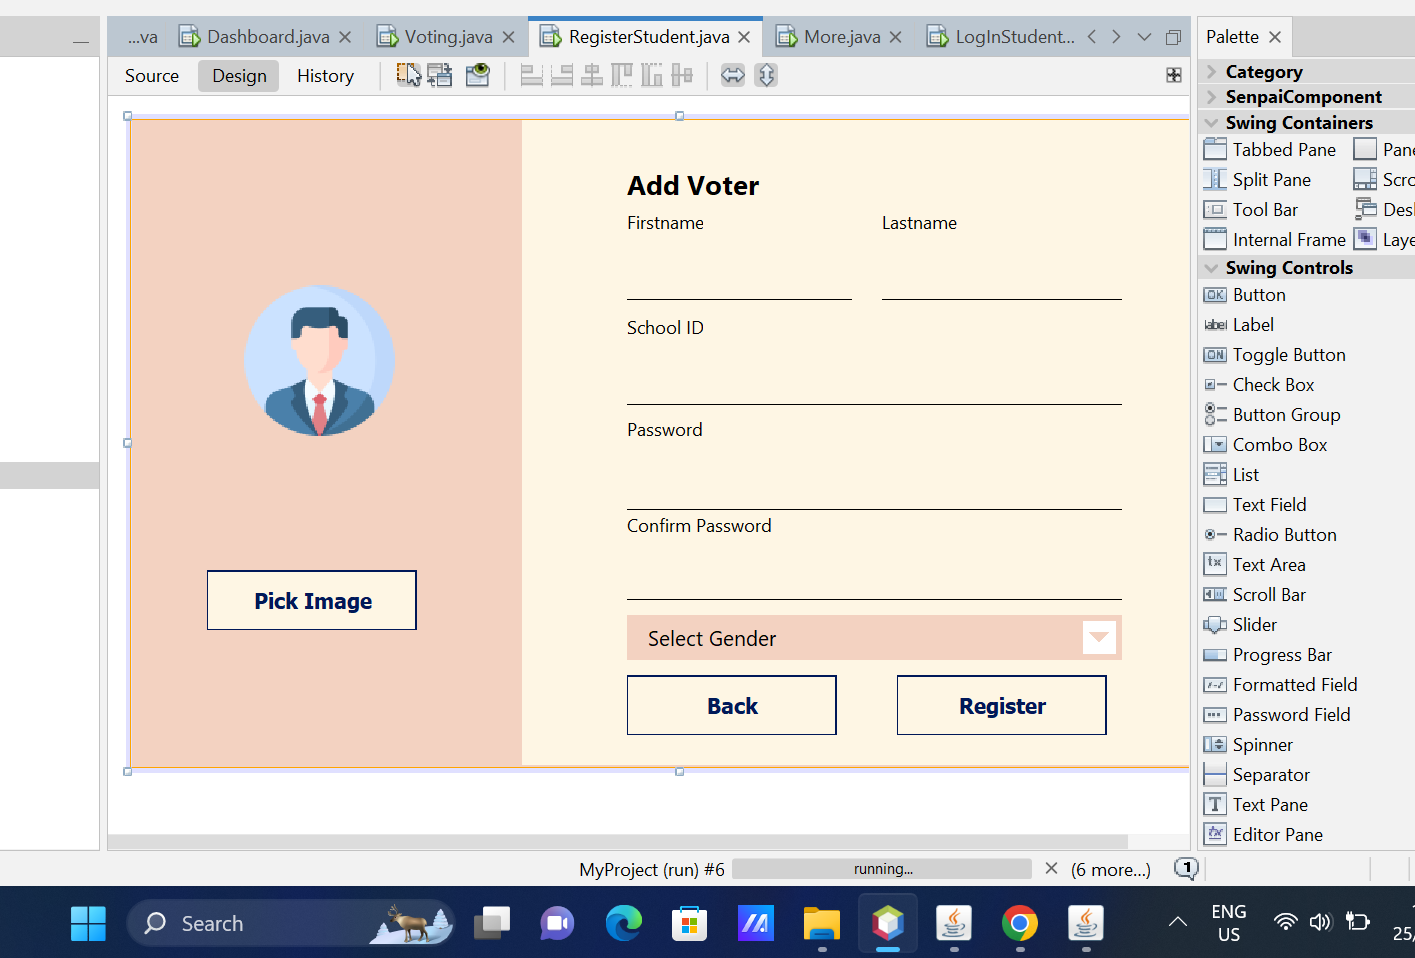 ...va Dashboard.java Voting.java RegisterStudent.java More.java LogInStudent... Palette
Source Design History
Category
SenpaiComponent
Swing Containers
Tabbed Pane Pane
Split Pane Scro
Tool Bar Desk
Internal Frame Laye
Swing Controls
OK Button
label Label
ON Toggle Button
Check Box
Button Group
Combo Box
List
Text Field
Radio Button
Text Area
Scroll Bar
Slider
Progress Bar
Formatted Field
Password Field
Spinner
Separator
T Text Pane
Editor Pane
Add Voter
Firstname Lastname
School ID
Password
Confirm Password
Select Gender
Pick Image
Back Register
MyProject (run) #6 running... (6 more...) 1
Search
ENG
US
25/